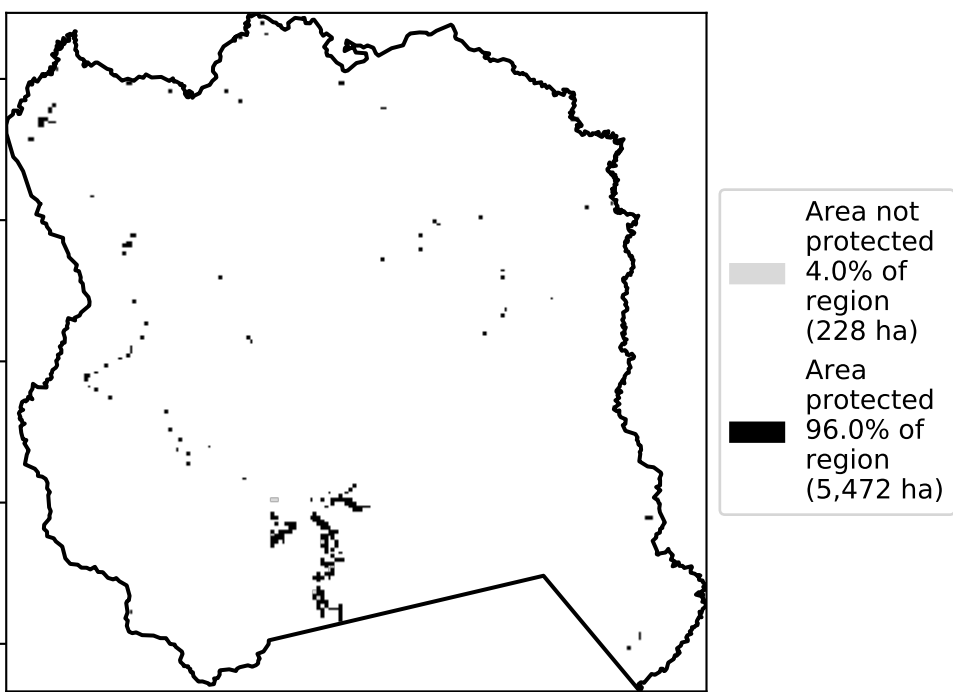 Area not
protected
4.0% of
region
(228 ha)
Area
protected
96.0% of
region
(5,472 ha)